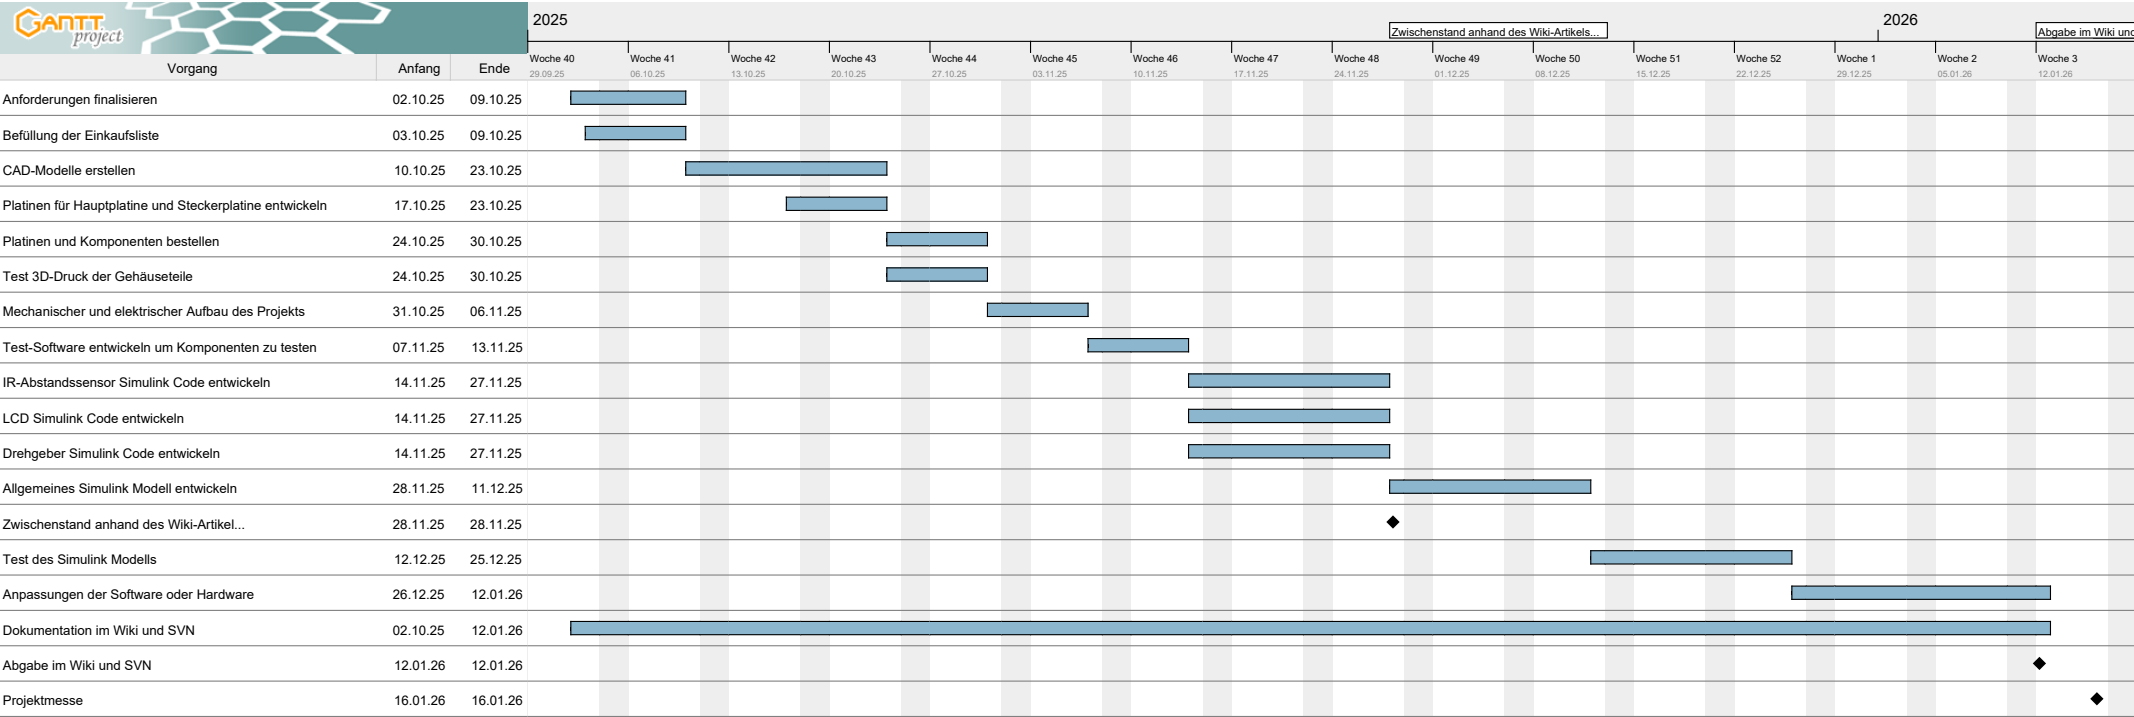 GANTT
project
2025
2026
Zwischenstand anhand des Wiki-Artikels...
Abgabe im Wiki und
Vorgang Anfang Ende
Woche 40 Woche 41 Woche 42 Woche 43 Woche 44 Woche 45 Woche 46 Woche 47 Woche 48 Woche 49 Woche 50 Woche 51 Woche 52 Woche 1 Woche 2 Woche 3
29.09.25 06.10.25 13.10.25 20.10.25 27.10.25 03.11.25 10.11.25 17.11.25 24.11.25 01.12.25 08.12.25 15.12.25 22.12.25 29.12.25 05.01.26 12.01.26
Anforderungen finalisieren 02.10.25 09.10.25
Befüllung der Einkaufsliste 03.10.25 09.10.25
CAD-Modelle erstellen 10.10.25 23.10.25
Platinen für Hauptplatine und Steckerplatine entwickeln 17.10.25 23.10.25
Platinen und Komponenten bestellen 24.10.25 30.10.25
Test 3D-Druck der Gehäuseteile 24.10.25 30.10.25
Mechanischer und elektrischer Aufbau des Projekts 31.10.25 06.11.25
Test-Software entwickeln um Komponenten zu testen 07.11.25 13.11.25
IR-Abstandssensor Simulink Code entwickeln 14.11.25 27.11.25
LCD Simulink Code entwickeln 14.11.25 27.11.25
Drehgeber Simulink Code entwickeln 14.11.25 27.11.25
Allgemeines Simulink Modell entwickeln 28.11.25 11.12.25
Zwischenstand anhand des Wiki-Artikel... 28.11.25 28.11.25
Test des Simulink Modells 12.12.25 25.12.25
Anpassungen der Software oder Hardware 26.12.25 12.01.26
Dokumentation im Wiki und SVN 02.10.25 12.01.26
Abgabe im Wiki und SVN 12.01.26 12.01.26
Projektmesse 16.01.26 16.01.26